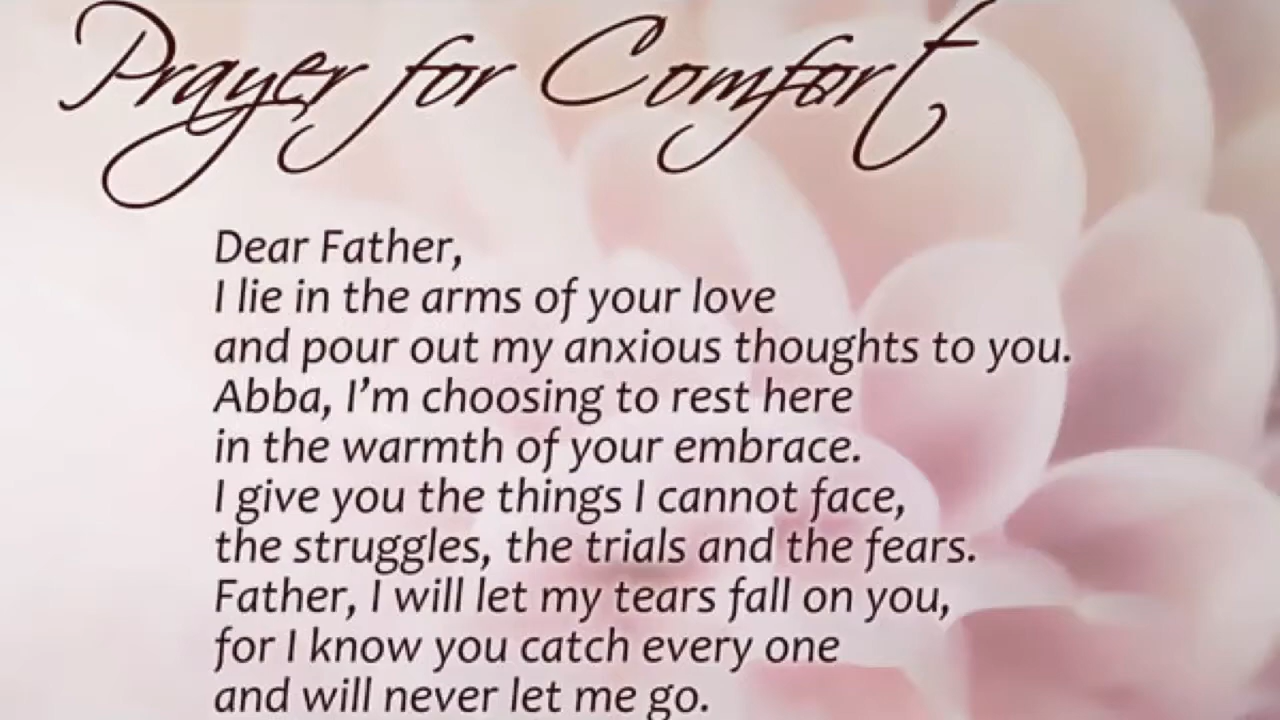 Prayer for Comfort
Dear Father,
I lie in the arms of your love
and pour out my anxious thoughts to you.
Abba, I’m choosing to rest here
in the warmth of your embrace.
I give you the things I cannot face,
the struggles, the trials and the fears.
Father, I will let my tears fall on you,
for I know you catch every one
and will never let me go.